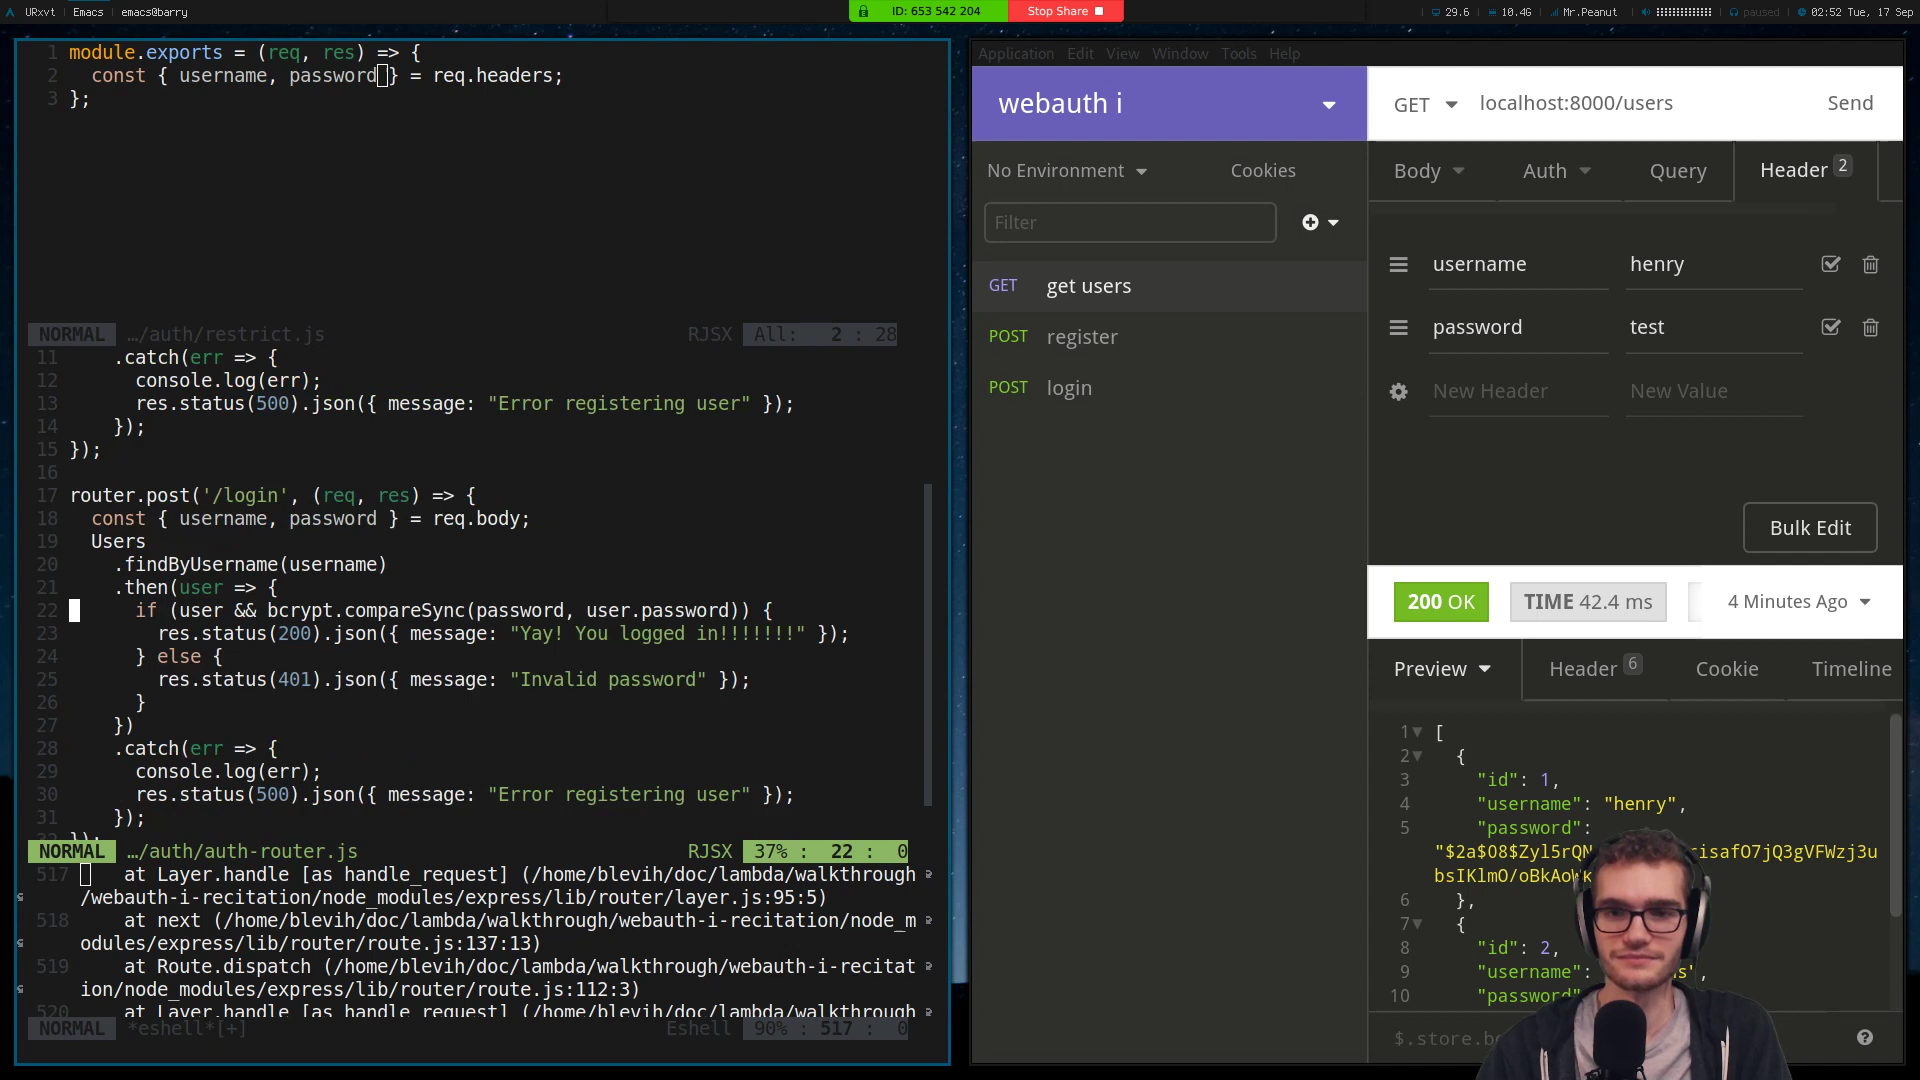 URxvt Emacs emacs@barry
ID: 653 542 204 Stop Share
29.6 10.4G Mr.Peanut paused 02:52 Tue, 17 Sep
1 module.exports = (req, res) => {
2 const { username, password } = req.headers;
3 };
NORMAL …/auth/restrict.js RJSX All: 2 : 28
11 .catch(err => {
12 console.log(err);
13 res.status(500).json({ message: "Error registering user" });
14 });
15 });
16
17 router.post('/login', (req, res) => {
18 const { username, password } = req.body;
19 Users
20 .findByUsername(username)
21 .then(user => {
22 if (user && bcrypt.compareSync(password, user.password)) {
23 res.status(200).json({ message: "Yay! You logged in!!!!!!!" });
24 } else {
25 res.status(401).json({ message: "Invalid password" });
26 }
27 })
28 .catch(err => {
29 console.log(err);
30 res.status(500).json({ message: "Error registering user" });
31 });
32 });
NORMAL …/auth/auth-router.js RJSX 37% : 22 : 0
517 at Layer.handle [as handle_request] (/home/blevih/doc/lambda/walkthrough
/webauth-i-recitation/node_modules/express/lib/router/layer.js:95:5)
518 at next (/home/blevih/doc/lambda/walkthrough/webauth-i-recitation/node_m
odules/express/lib/router/route.js:137:13)
519 at Route.dispatch (/home/blevih/doc/lambda/walkthrough/webauth-i-recitat
ion/node_modules/express/lib/router/route.js:112:3)
520 at Layer.handle [as handle_request] (/home/blevih/doc/lambda/walkthrough
NORMAL *eshell*[+] Eshell 90% : 517 : 0
Application Edit View Window Tools Help
webauth i
No Environment Cookies
Filter
GET get users
POST register
POST login
GET localhost:8000/users Send
Body Auth Query Header 2
username henry
password test
New Header New Value
Bulk Edit
200 OK TIME 42.4 ms 4 Minutes Ago
Preview Header 6 Cookie Timeline
1 [
2 {
3 "id": 1,
4 "username": "henry",
5 "password":
6 },
7 {
8 "id": 2,
9 "username":
10 "password"